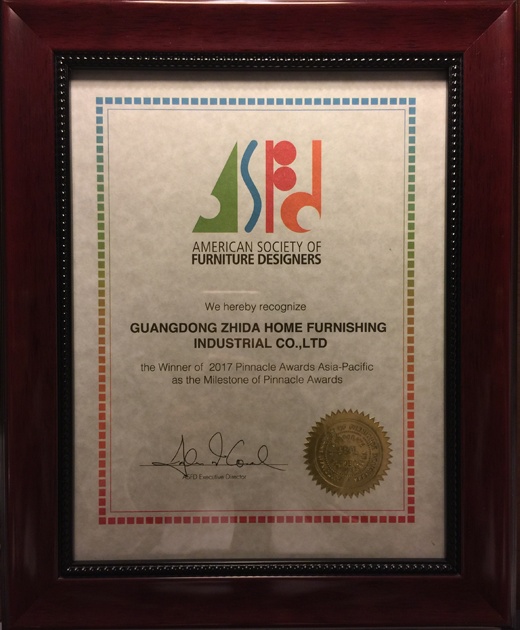 ASFD
AMERICAN SOCIETY OF
FURNITURE DESIGNERS
We hereby recognize
GUANGDONG ZHIDA HOME FURNISHING
INDUSTRIAL CO.,LTD
the Winner of 2017 Pinnacle Awards Asia-Pacific
as the Milestone of Pinnacle Awards
ASFD Executive Director